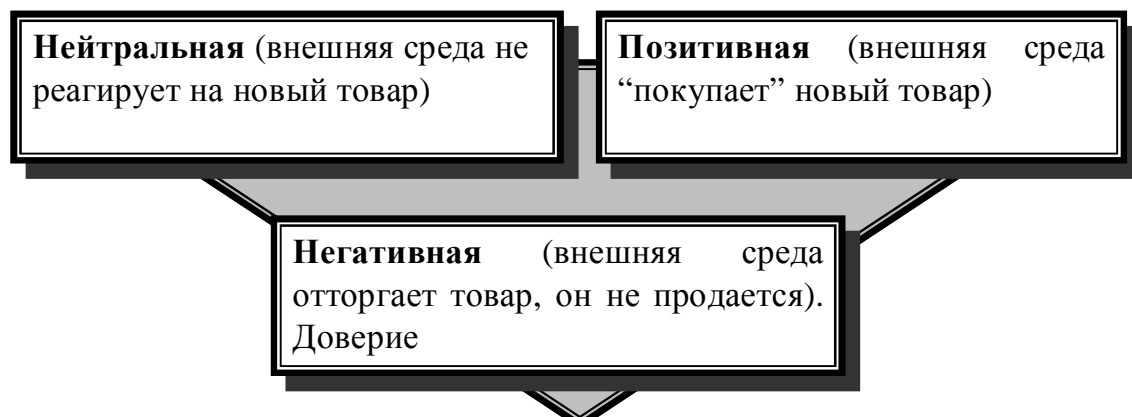 Нейтральная (внешняя среда не
реагирует на новый товар)
Позитивная (внешняя среда
“покупает” новый товар)
Негативная (внешняя среда
отторгает товар, он не продается).
Доверие